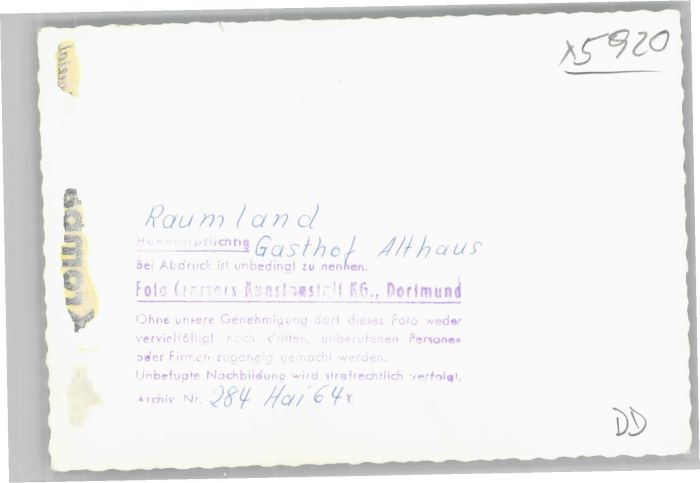 x5920
Raumland
Honorarpflichtig Gasthof Althaus
Bei Abdruck ist unbedingt zu nennen.
Foto Cramers Kunstanstalt KG., Dortmund
Ohne unsere Genehmigung darf dieses Foto weder
vervielfältigt noch dritten, unberufenen Personen
oder Firmen zugängig gemacht werden.
Unbefugte Nachbildung wird strafrechtlich verfolgt.
Archiv Nr. 284 Mai 64 K
DD